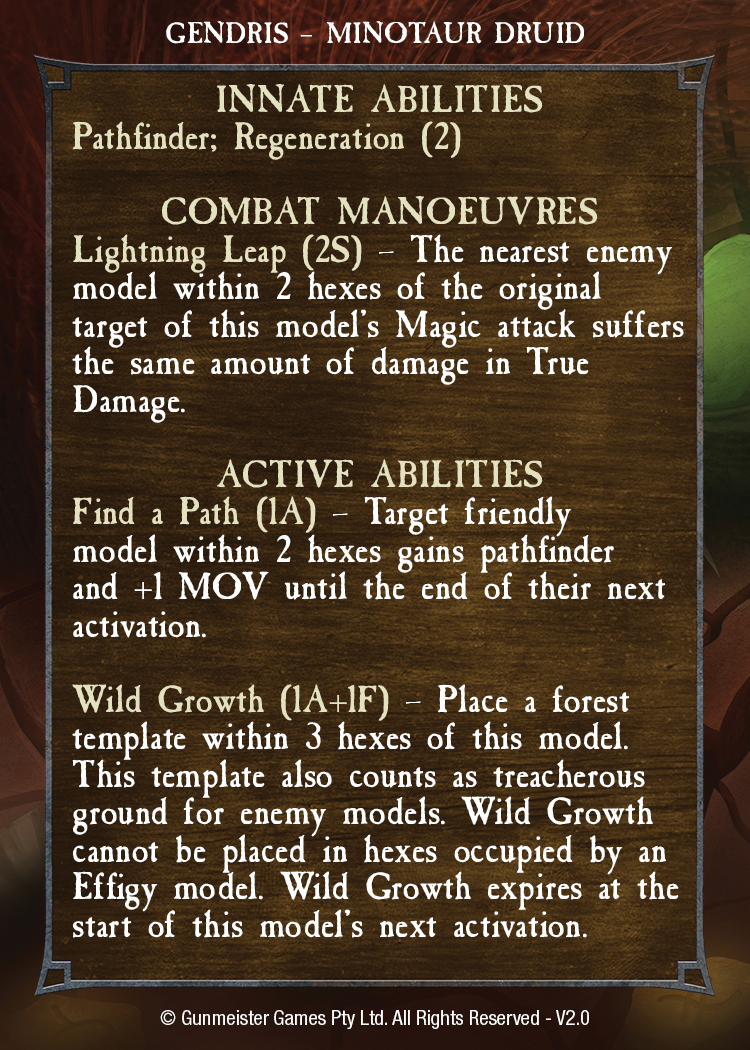 GENDRIS – MINOTAUR DRUID
INNATE ABILITIES
Pathfinder; Regeneration (2)
COMBAT MANOEUVRES
Lightning Leap (2S) – The nearest enemy
model within 2 hexes of the original
target of this model's Magic attack suffers
the same amount of damage in True
Damage.
ACTIVE ABILITIES
Find a Path (1A) – Target friendly
model within 2 hexes gains pathfinder
and +1 MOV until the end of their next
activation.
Wild Growth (1A+1F) – Place a forest
template within 3 hexes of this model.
This template also counts as treacherous
ground for enemy models. Wild Growth
cannot be placed in hexes occupied by an
Effigy model. Wild Growth expires at the
start of this model's next activation.
© Gunmeister Games Pty Ltd. All Rights Reserved - V2.0